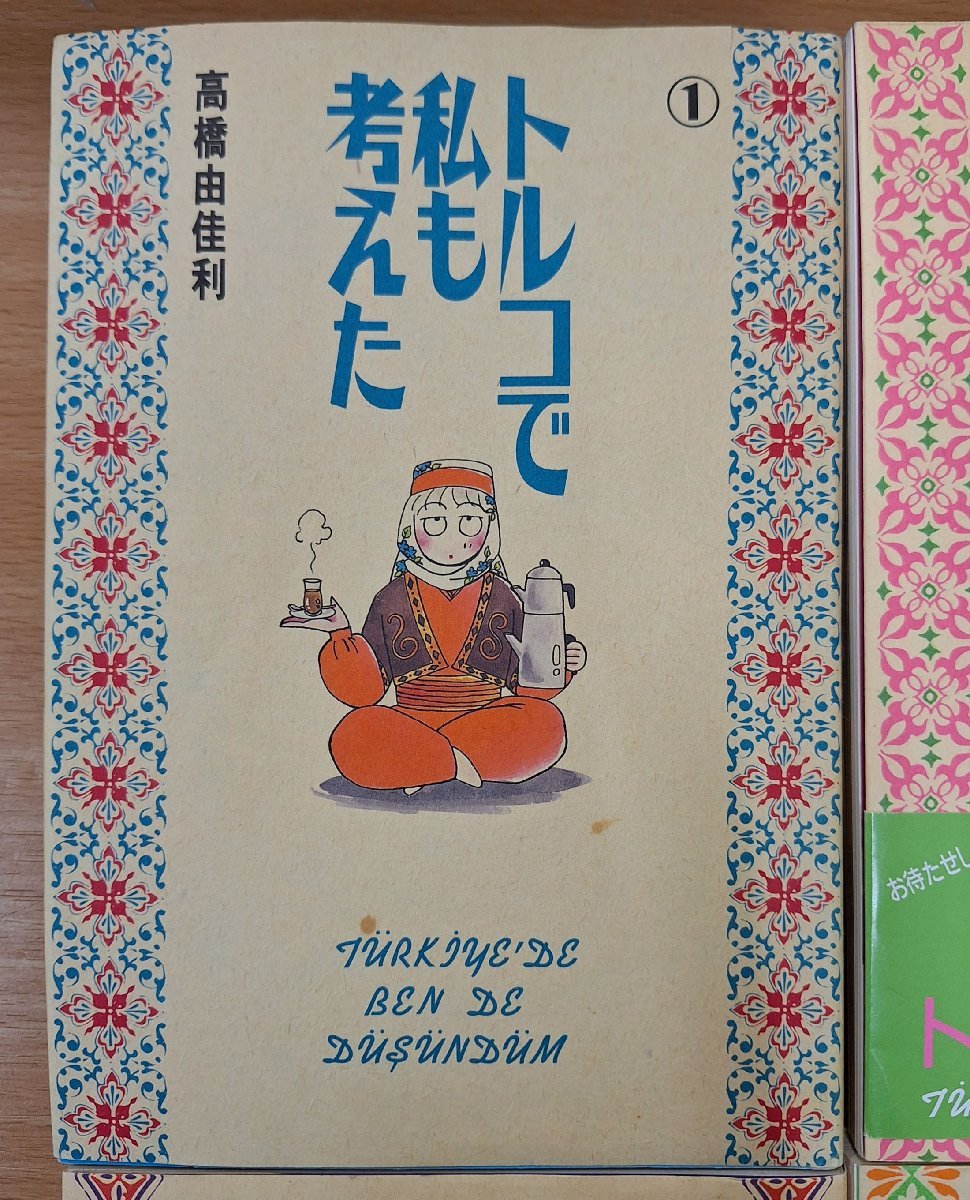 ①
トルコで
私も
考えた
高橋由佳利
TÜRKİYE'DE
BEN DE
DÜŞÜNDÜM
お待たせし
ト
TÜ